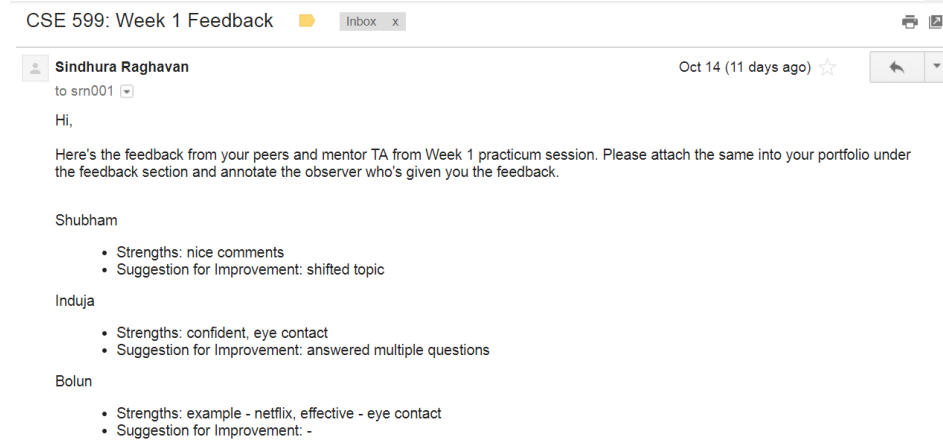 CSE 599: Week 1 Feedback Inbox x
Sindhura Raghavan Oct 14 (11 days ago)
to srn001
Hi,
Here's the feedback from your peers and mentor TA from Week 1 practicum session. Please attach the same into your portfolio under
the feedback section and annotate the observer who's given you the feedback.
Shubham
• Strengths: nice comments
• Suggestion for Improvement: shifted topic
Induja
• Strengths: confident, eye contact
• Suggestion for Improvement: answered multiple questions
Bolun
• Strengths: example - netflix, effective - eye contact
• Suggestion for Improvement: -